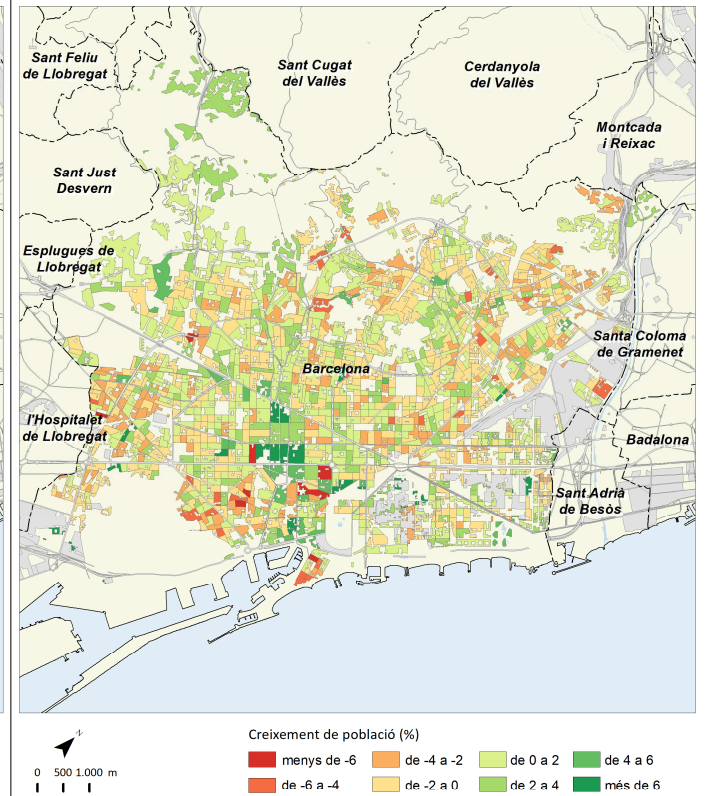 Sant Feliu
de Llobregat
Sant Cugat
del Vallès
Cerdanyola
del Vallès
Montcada
i Reixac
Sant Just
Desvern
Esplugues de
Llobregat
Santa Coloma
de Gramenet
Barcelona
l'Hospitalet
de Llobregat
Badalona
Sant Adrià
de Besòs
Creixement de població (%)
menys de -6
de -4 a -2
de 0 a 2
de 4 a 6
de -6 a -4
de -2 a 0
de 2 a 4
més de 6
N
0 500 1.000 m